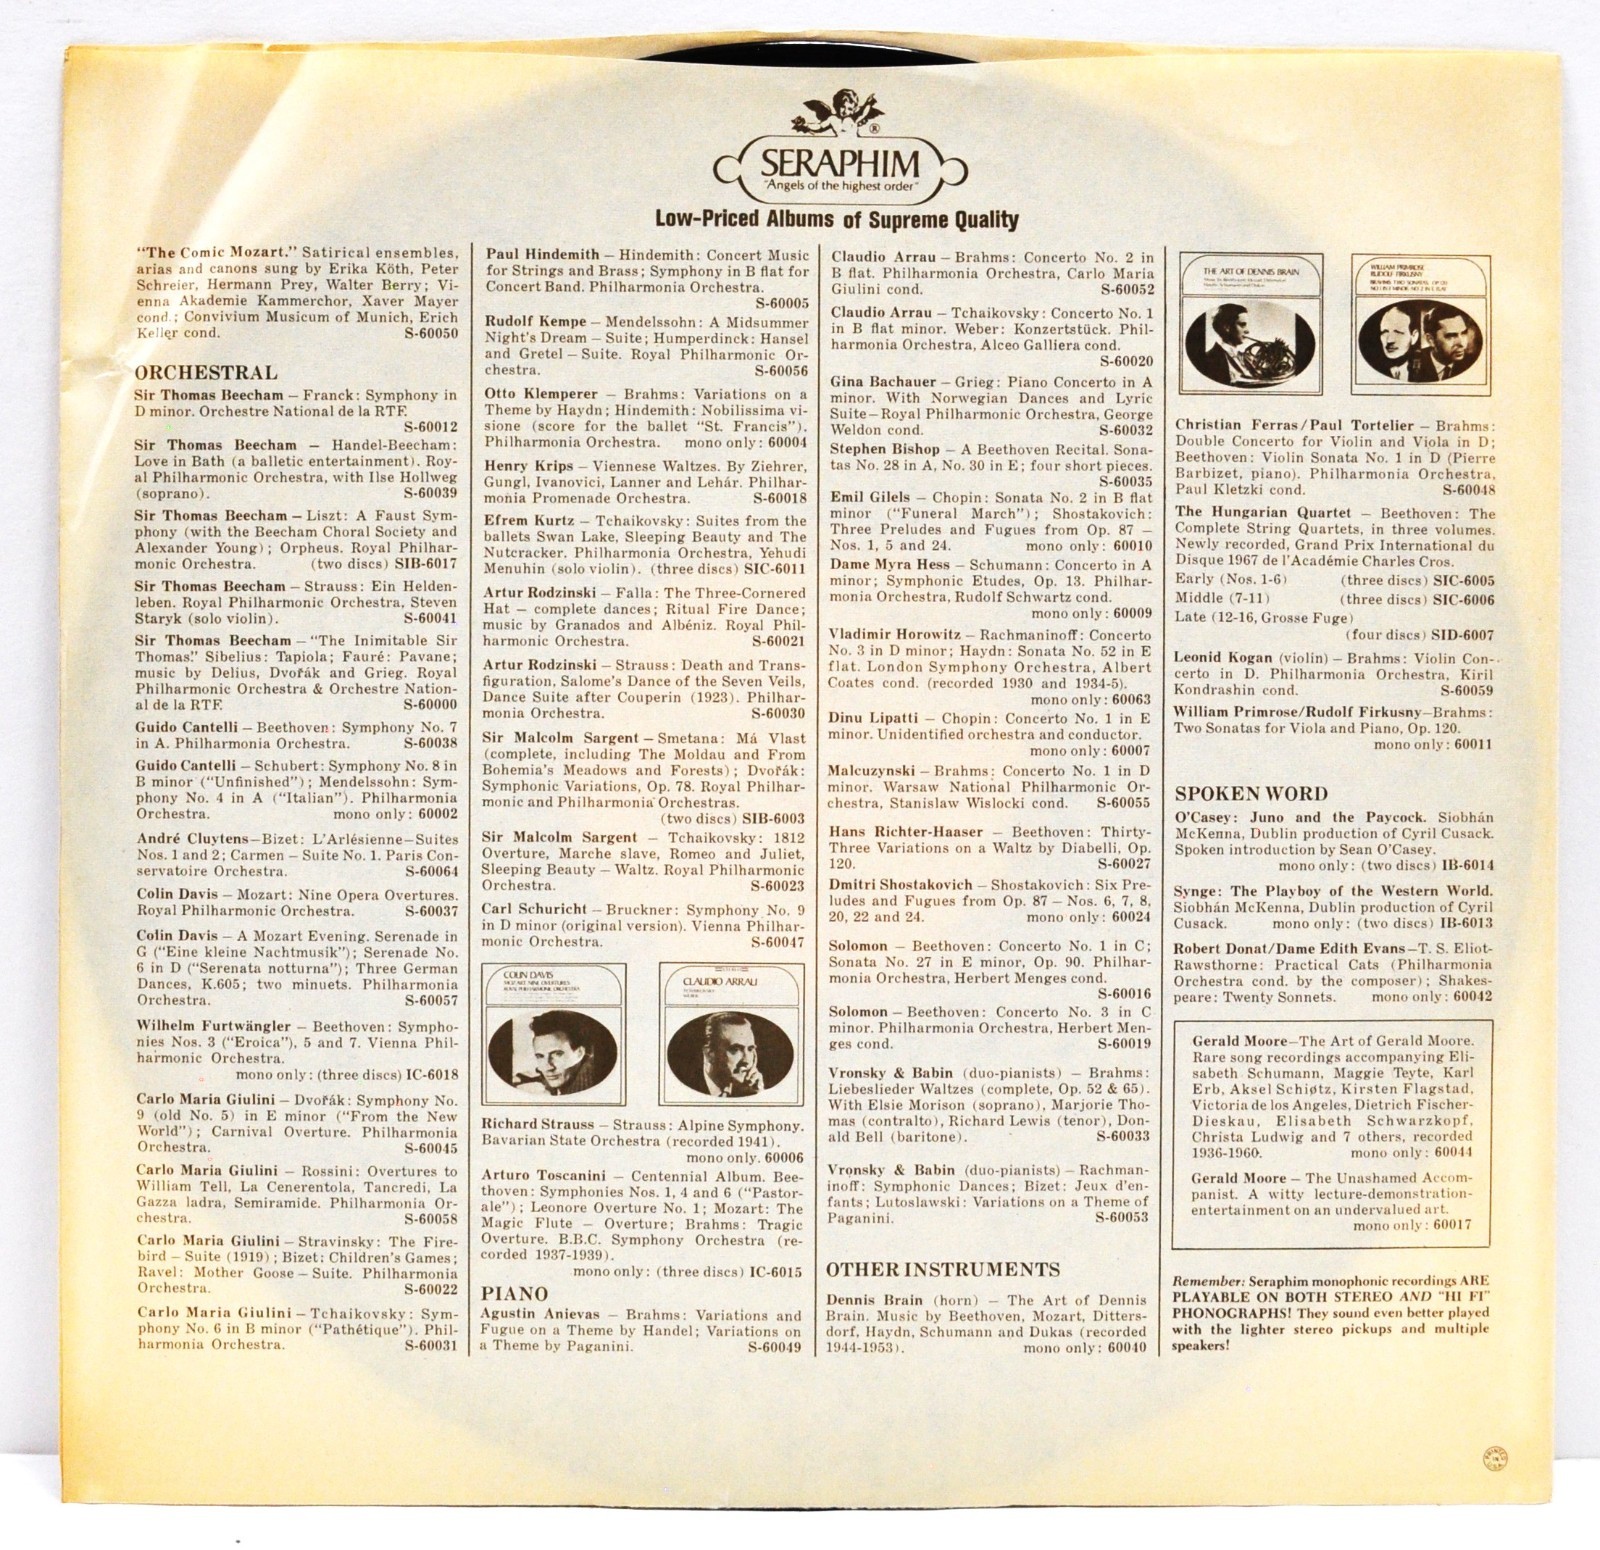 SERAPHIM
"Angels of the highest order"
®
Low-Priced Albums of Supreme Quality
"The Comic Mozart." Satirical ensembles,
arias and canons sung by Erika Köth, Peter
Schreier, Hermann Prey, Walter Berry; Vi-
enna Akademie Kammerchor, Xaver Mayer
cond.; Convivium Musicum of Munich, Erich
Keller cond. S-60050
ORCHESTRAL
Sir Thomas Beecham – Franck: Symphony in
D minor. Orchestre National de la RTF.
S-60012
Sir Thomas Beecham – Handel-Beecham:
Love in Bath (a balletic entertainment). Roy-
al Philharmonic Orchestra, with Ilse Hollweg
(soprano). S-60039
Sir Thomas Beecham – Liszt: A Faust Sym-
phony (with the Beecham Choral Society and
Alexander Young); Orpheus. Royal Philhar-
monic Orchestra. (two discs) SIB-6017
Sir Thomas Beecham – Strauss: Ein Helden-
leben. Royal Philharmonic Orchestra, Steven
Staryk (solo violin). S-60041
Sir Thomas Beecham – "The Inimitable Sir
Thomas." Sibelius: Tapiola; Fauré: Pavane;
music by Delius, Dvořák and Grieg. Royal
Philharmonic Orchestra & Orchestre Nation-
al de la RTF. S-60000
Guido Cantelli – Beethoven: Symphony No. 7
in A. Philharmonia Orchestra. S-60038
Guido Cantelli – Schubert: Symphony No. 8 in
B minor ("Unfinished"); Mendelssohn: Sym-
phony No. 4 in A ("Italian"). Philharmonia
Orchestra. mono only: 60002
André Cluytens–Bizet: L'Arlésienne–Suites
Nos. 1 and 2; Carmen – Suite No. 1. Paris Con-
servatoire Orchestra. S-60064
Colin Davis – Mozart: Nine Opera Overtures.
Royal Philharmonic Orchestra. S-60037
Colin Davis – A Mozart Evening. Serenade in
G ("Eine kleine Nachtmusik"); Serenade No.
6 in D ("Serenata notturna"); Three German
Dances, K.605; two minuets. Philharmonia
Orchestra. S-60057
Wilhelm Furtwängler – Beethoven: Sympho-
nies Nos. 3 ("Eroica"), 5 and 7. Vienna Phil-
harmonic Orchestra.
mono only: (three discs) IC-6018
Carlo Maria Giulini – Dvořák: Symphony No.
9 (old No. 5) in E minor ("From the New
World"); Carnival Overture. Philharmonia
Orchestra. S-60045
Carlo Maria Giulini – Rossini: Overtures to
William Tell, La Cenerentola, Tancredi, La
Gazza ladra, Semiramide. Philharmonia Or-
chestra. S-60058
Carlo Maria Giulini – Stravinsky: The Fire-
bird – Suite (1919); Bizet: Children's Games;
Ravel: Mother Goose – Suite. Philharmonia
Orchestra. S-60022
Carlo Maria Giulini – Tchaikovsky: Sym-
phony No. 6 in B minor ("Pathétique"). Phil-
harmonia Orchestra. S-60031
Paul Hindemith – Hindemith: Concert Music
for Strings and Brass; Symphony in B flat for
Concert Band. Philharmonia Orchestra.
S-60005
Rudolf Kempe – Mendelssohn: A Midsummer
Night's Dream – Suite; Humperdinck: Hansel
and Gretel – Suite. Royal Philharmonic Or-
chestra. S-60056
Otto Klemperer – Brahms: Variations on a
Theme by Haydn; Hindemith: Nobilissima vi-
sione (score for the ballet "St. Francis").
Philharmonia Orchestra. mono only: 60004
Henry Krips – Viennese Waltzes. By Ziehrer,
Gungl, Ivanovici, Lanner and Lehár. Philhar-
monia Promenade Orchestra. S-60018
Efrem Kurtz – Tchaikovsky: Suites from the
ballets Swan Lake, Sleeping Beauty and The
Nutcracker. Philharmonia Orchestra, Yehudi
Menuhin (solo violin). (three discs) SIC-6011
Artur Rodzinski – Falla: The Three-Cornered
Hat – complete dances; Ritual Fire Dance;
music by Granados and Albéniz. Royal Phil-
harmonic Orchestra. S-60021
Artur Rodzinski – Strauss: Death and Trans-
figuration, Salome's Dance of the Seven Veils,
Dance Suite after Couperin (1923). Philhar-
monia Orchestra. S-60030
Sir Malcolm Sargent – Smetana: Má Vlast
(complete, including The Moldau and From
Bohemia's Meadows and Forests); Dvořák:
Symphonic Variations, Op. 78. Royal Philhar-
monic and Philharmonia Orchestras.
(two discs) SIB-6003
Sir Malcolm Sargent – Tchaikovsky: 1812
Overture, Marche slave, Romeo and Juliet,
Sleeping Beauty – Waltz. Royal Philharmonic
Orchestra. S-60023
Carl Schuricht – Bruckner: Symphony No. 9
in D minor (original version). Vienna Philhar-
monic Orchestra. S-60047
COLIN DAVIS
MOZART: NINE OVERTURES
ROYAL PHILHARMONIC ORCHESTRA
CLAUDIO ARRAU
Richard Strauss – Strauss: Alpine Symphony.
Bavarian State Orchestra (recorded 1941).
mono only. 60006
Arturo Toscanini – Centennial Album. Bee-
thoven: Symphonies Nos. 1, 4 and 6 ("Pastor-
ale"); Leonore Overture No. 1; Mozart: The
Magic Flute – Overture; Brahms: Tragic
Overture. B.B.C. Symphony Orchestra (re-
corded 1937-1939).
mono only: (three discs) IC-6015
PIANO
Agustin Anievas – Brahms: Variations and
Fugue on a Theme by Handel; Variations on
a Theme by Paganini. S-60049
Claudio Arrau – Brahms: Concerto No. 2 in
B flat. Philharmonia Orchestra, Carlo Maria
Giulini cond. S-60052
Claudio Arrau – Tchaikovsky: Concerto No. 1
in B flat minor. Weber: Konzertstück. Phil-
harmonia Orchestra, Alceo Galliera cond.
S-60020
Gina Bachauer – Grieg: Piano Concerto in A
minor. With Norwegian Dances and Lyric
Suite–Royal Philharmonic Orchestra, George
Weldon cond. S-60032
Stephen Bishop – A Beethoven Recital. Sona-
tas No. 28 in A, No. 30 in E; four short pieces.
S-60035
Emil Gilels – Chopin: Sonata No. 2 in B flat
minor ("Funeral March"); Shostakovich:
Three Preludes and Fugues from Op. 87 –
Nos. 1, 5 and 24. mono only: 60010
Dame Myra Hess – Schumann: Concerto in A
minor; Symphonic Etudes, Op. 13. Philhar-
monia Orchestra, Rudolf Schwartz cond.
mono only: 60009
Vladimir Horowitz – Rachmaninoff: Concerto
No. 3 in D minor; Haydn: Sonata No. 52 in E
flat. London Symphony Orchestra, Albert
Coates cond. (recorded 1930 and 1934-5).
mono only: 60063
Dinu Lipatti – Chopin: Concerto No. 1 in E
minor. Unidentified orchestra and conductor.
mono only: 60007
Malcuzynski – Brahms: Concerto No. 1 in D
minor. Warsaw National Philharmonic Or-
chestra, Stanislaw Wislocki cond. S-60055
Hans Richter-Haaser – Beethoven: Thirty-
Three Variations on a Waltz by Diabelli, Op.
120. S-60027
Dmitri Shostakovich – Shostakovich: Six Pre-
ludes and Fugues from Op. 87 – Nos. 6, 7, 8,
20, 22 and 24. mono only: 60024
Solomon – Beethoven: Concerto No. 1 in C;
Sonata No. 27 in E minor, Op. 90. Philhar-
monia Orchestra, Herbert Menges cond.
S-60016
Solomon – Beethoven: Concerto No. 3 in C
minor. Philharmonia Orchestra, Herbert Men-
ges cond. S-60019
Vronsky & Babin (duo-pianists) – Brahms:
Liebeslieder Waltzes (complete, Op. 52 & 65).
With Elsie Morison (soprano), Marjorie Tho-
mas (contralto), Richard Lewis (tenor), Don-
ald Bell (baritone). S-60033
Vronsky & Babin (duo-pianists) – Rachman-
inoff: Symphonic Dances; Bizet: Jeux d'en-
fants; Lutoslawski: Variations on a Theme of
Paganini. S-60053
OTHER INSTRUMENTS
Dennis Brain (horn) – The Art of Dennis
Brain. Music by Beethoven, Mozart, Ditters-
dorf, Haydn, Schumann and Dukas (recorded
1944-1953). mono only: 60040
THE ART OF DENNIS BRAIN
WILLIAM PRIMROSE
RUDOLF FIRKUSNY
BRAHMS: TWO SONATAS, OP. 120
Christian Ferras/Paul Tortelier – Brahms:
Double Concerto for Violin and Viola in D;
Beethoven: Violin Sonata No. 1 in D (Pierre
Barbizet, piano). Philharmonia Orchestra,
Paul Kletzki cond. S-60048
The Hungarian Quartet – Beethoven: The
Complete String Quartets, in three volumes.
Newly recorded, Grand Prix International du
Disque 1967 de l'Académie Charles Cros.
Early (Nos. 1-6) (three discs) SIC-6005
Middle (7-11) (three discs) SIC-6006
Late (12-16, Grosse Fuge)
(four discs) SID-6007
Leonid Kogan (violin) – Brahms: Violin Con-
certo in D. Philharmonia Orchestra, Kiril
Kondrashin cond. S-60059
William Primrose/Rudolf Firkusny–Brahms:
Two Sonatas for Viola and Piano, Op. 120.
mono only: 60011
SPOKEN WORD
O'Casey: Juno and the Paycock. Siobhán
McKenna, Dublin production of Cyril Cusack.
Spoken introduction by Sean O'Casey.
mono only: (two discs) IB-6014
Synge: The Playboy of the Western World.
Siobhán McKenna, Dublin production of Cyril
Cusack. mono only: (two discs) IB-6013
Robert Donat/Dame Edith Evans–T. S. Eliot-
Rawsthorne: Practical Cats (Philharmonia
Orchestra cond. by the composer); Shakes-
peare: Twenty Sonnets. mono only: 60042
Gerald Moore–The Art of Gerald Moore.
Rare song recordings accompanying Eli-
sabeth Schumann, Maggie Teyte, Karl
Erb, Aksel Schiøtz, Kirsten Flagstad,
Victoria de los Angeles, Dietrich Fischer-
Dieskau, Elisabeth Schwarzkopf,
Christa Ludwig and 7 others, recorded
1936-1960. mono only: 60044
Gerald Moore – The Unashamed Accom-
panist. A witty lecture-demonstration-
entertainment on an undervalued art.
mono only: 60017
Remember: Seraphim monophonic recordings ARE
PLAYABLE ON BOTH STEREO AND "HI FI"
PHONOGRAPHS! They sound even better played
with the lighter stereo pickups and multiple
speakers!
PRINTED
IN
U.S.A.